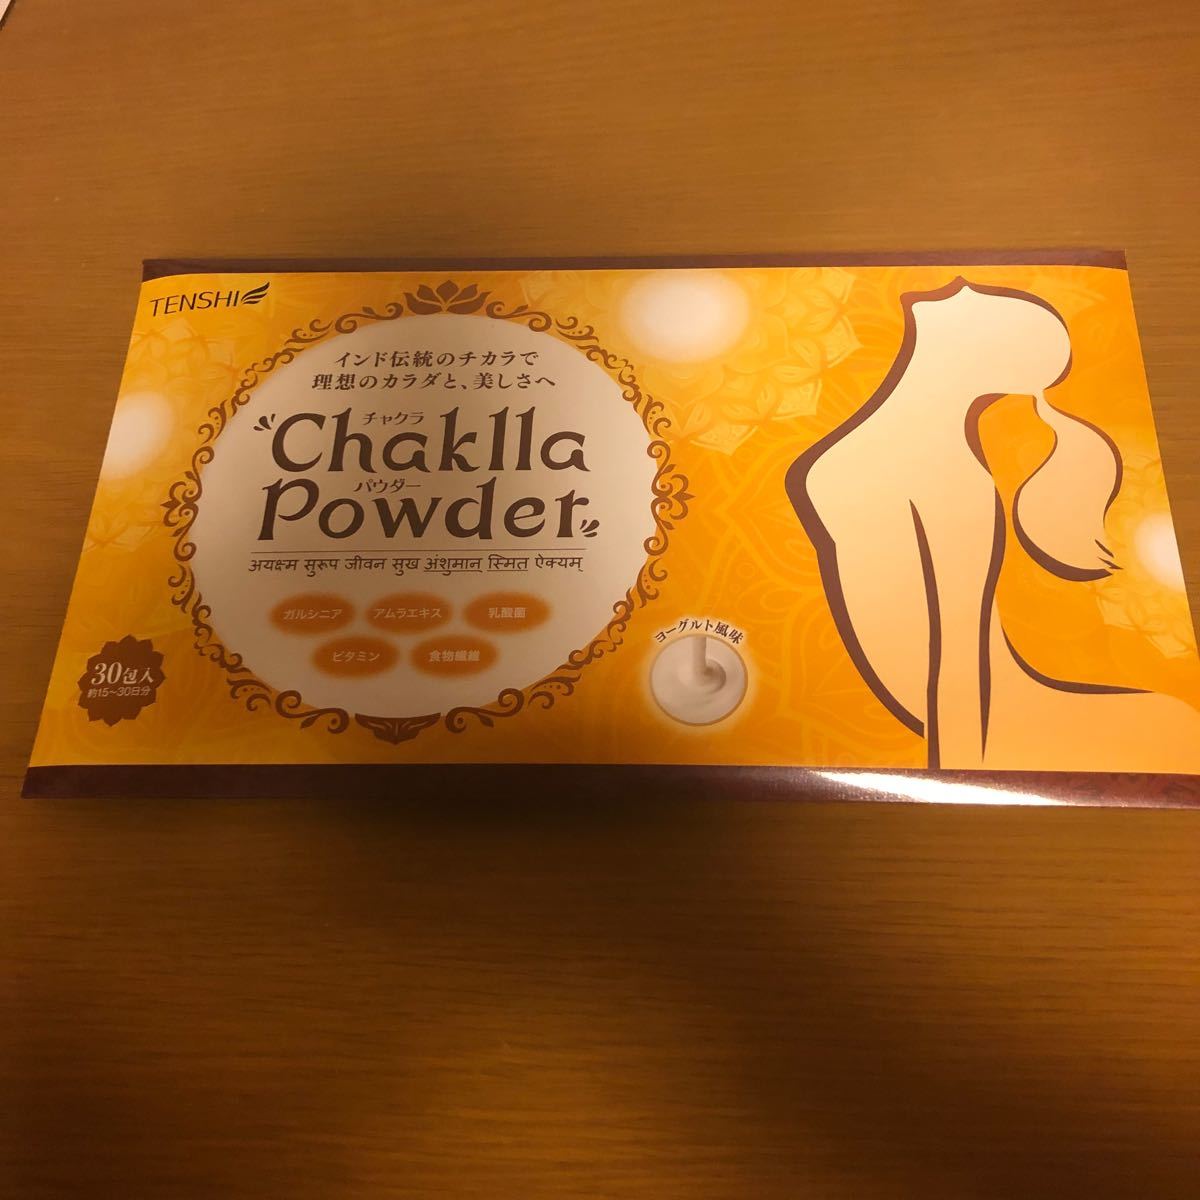 TENSHI
インド伝統のチカラで
理想のカラダと、美しさへ
チャクラ
Chaklla
パウダー
Powder
अयक्ष्म सुरूप जीवन सुख अंशुमान् स्मित ऐक्यम्
ガルシニア アムラエキス 乳酸菌
ビタミン 食物繊維
30包入
約15~30日分
ヨーグルト風味